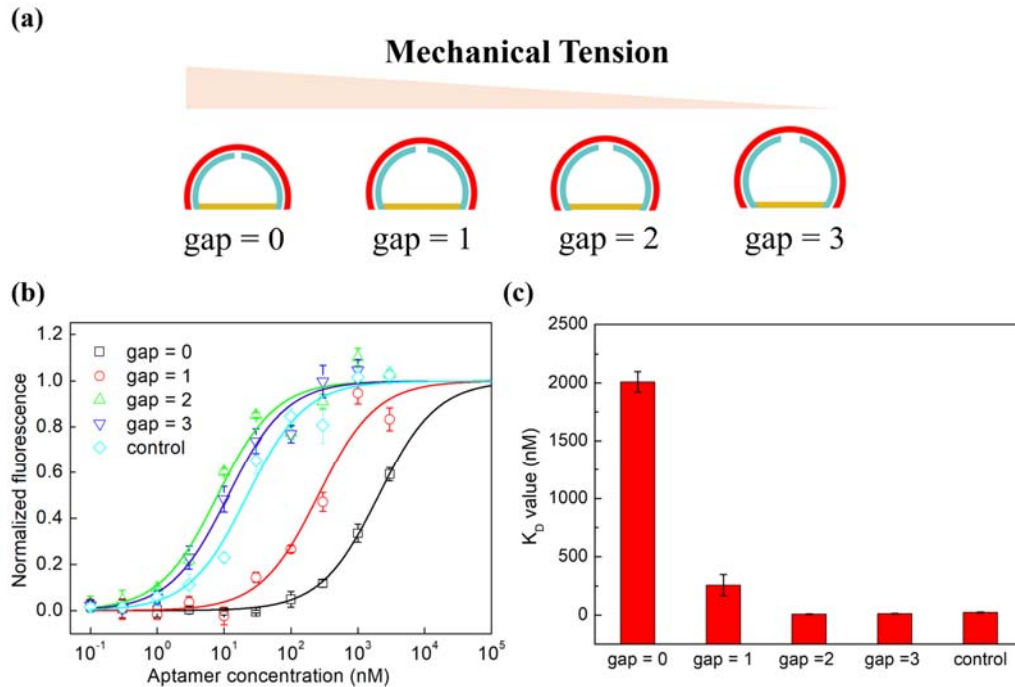 (a)
Mechanical Tension
gap = 0
gap = 1
gap = 2
gap = 3
(b)
Normalized fluorescence
1.2
1.0
0.8
0.6
0.4
0.2
0.0
gap = 0
gap = 1
gap = 2
gap = 3
control
10⁻¹ 10⁰ 10¹ 10² 10³ 10⁴ 10⁵
Aptamer concentration (nM)
(c)
K_D value (nM)
2500
2000
1500
1000
500
0
gap = 0 gap = 1 gap =2 gap =3 control